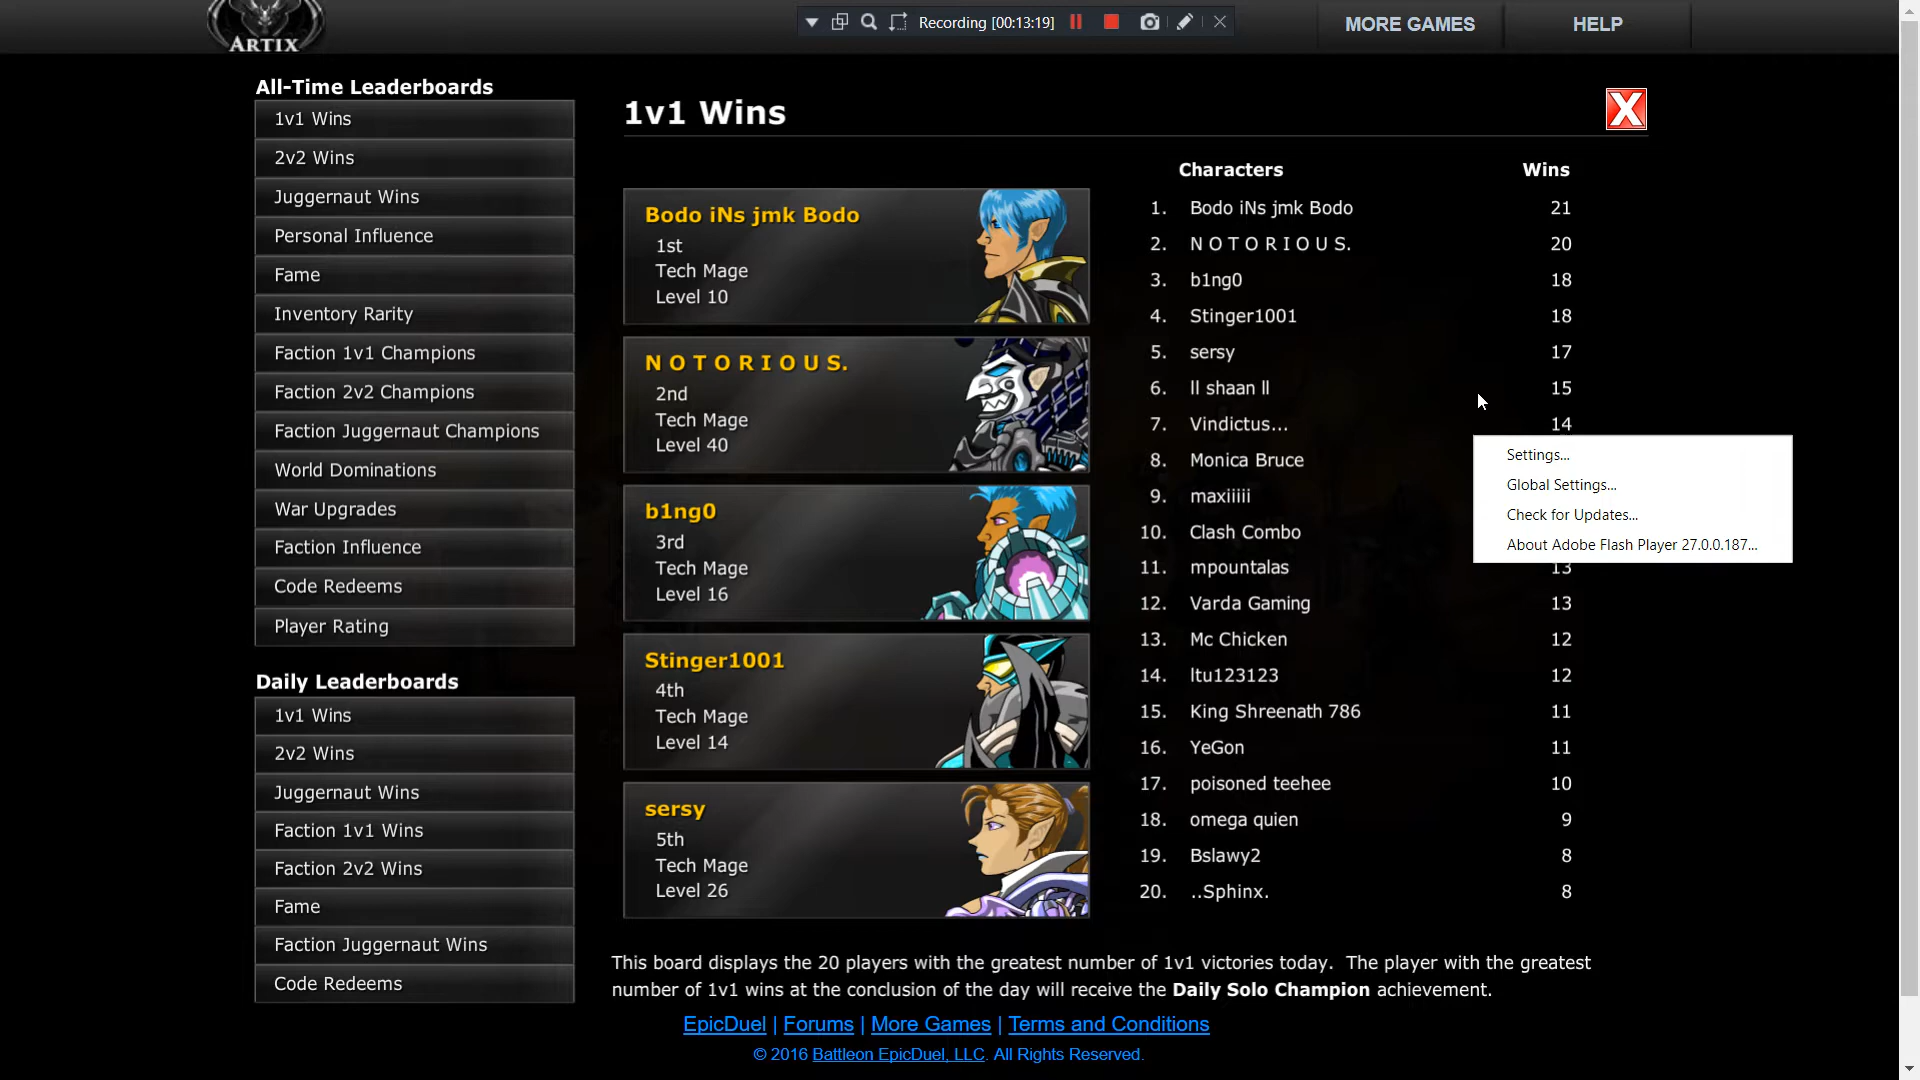 ARTIX
Recording [00:13:19]
MORE GAMES
HELP
All-Time Leaderboards
1v1 Wins
2v2 Wins
Juggernaut Wins
Personal Influence
Fame
Inventory Rarity
Faction 1v1 Champions
Faction 2v2 Champions
Faction Juggernaut Champions
World Dominations
War Upgrades
Faction Influence
Code Redeems
Player Rating
Daily Leaderboards
1v1 Wins
2v2 Wins
Juggernaut Wins
Faction 1v1 Wins
Faction 2v2 Wins
Fame
Faction Juggernaut Wins
Code Redeems
1v1 Wins
X
Bodo iNs jmk Bodo
1st
Tech Mage
Level 10
N O T O R I O U S.
2nd
Tech Mage
Level 40
b1ng0
3rd
Tech Mage
Level 16
Stinger1001
4th
Tech Mage
Level 14
sersy
5th
Tech Mage
Level 26
Characters Wins
1. Bodo iNs jmk Bodo 21
2. N O T O R I O U S. 20
3. b1ng0 18
4. Stinger1001 18
5. sersy 17
6. ll shaan ll 15
7. Vindictus... 14
8. Monica Bruce
9. maxiiiii
10. Clash Combo
11. mpountalas 13
12. Varda Gaming 13
13. Mc Chicken 12
14. ltu123123 12
15. King Shreenath 786 11
16. YeGon 11
17. poisoned teehee 10
18. omega quien 9
19. Bslawy2 8
20. ..Sphinx. 8
Settings...
Global Settings...
Check for Updates...
About Adobe Flash Player 27.0.0.187...
This board displays the 20 players with the greatest number of 1v1 victories today. The player with the greatest
number of 1v1 wins at the conclusion of the day will receive the Daily Solo Champion achievement.
EpicDuel | Forums | More Games | Terms and Conditions
© 2016 Battleon EpicDuel, LLC. All Rights Reserved.